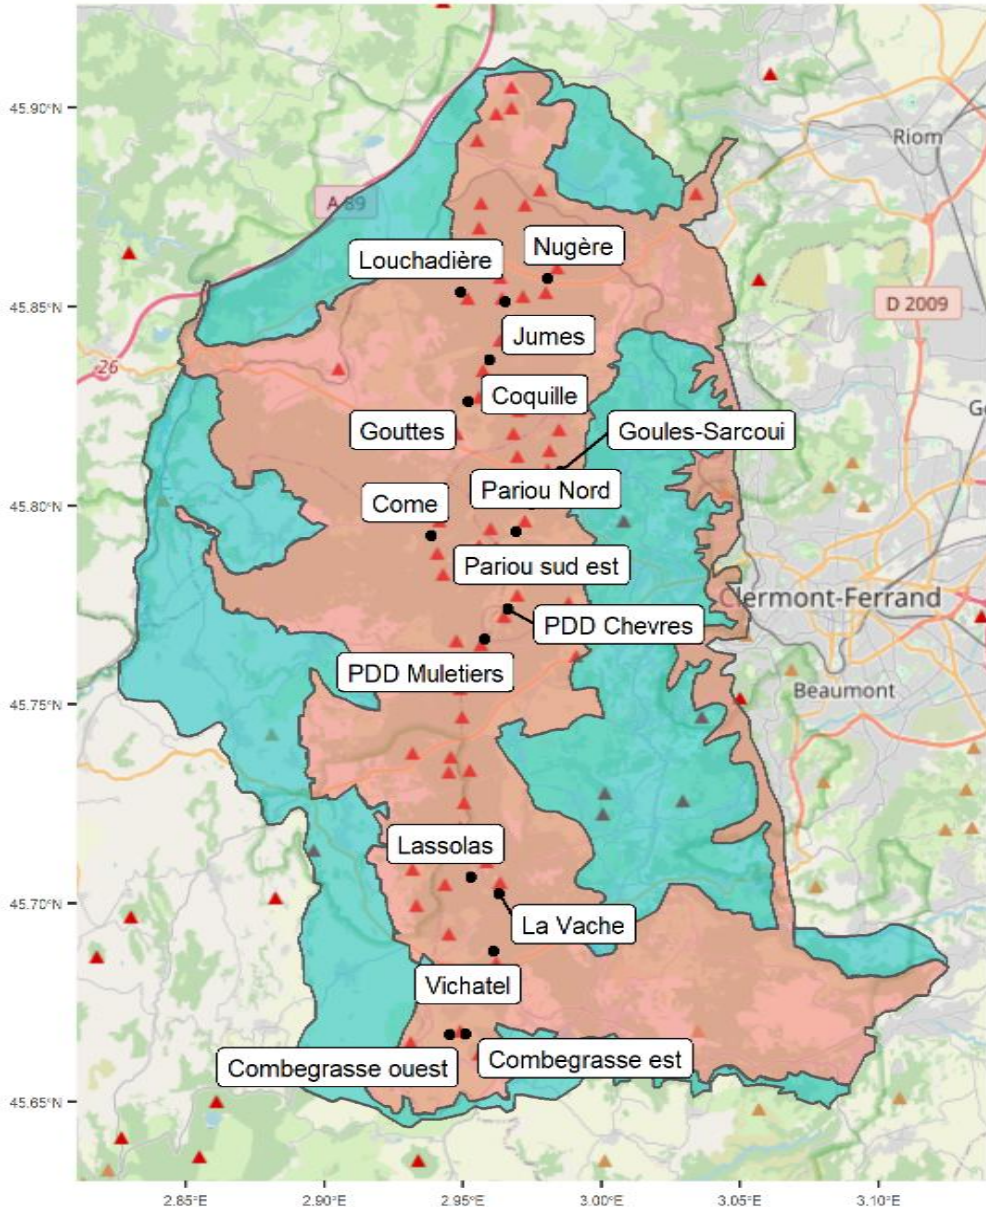 45.90°N
Riom
A 89
Nugère
Louchadière
45.85°N
D 2009
Jumes
26
Coquille
Gouttes
Goules-Sarcoui
Pariou Nord
Come
45.80°N
Pariou sud est
Clermont-Ferrand
PDD Chevres
PDD Muletiers
Beaumont
45.75°N
Lassolas
45.70°N
La Vache
Vichatel
Combegrasse ouest
Combegrasse est
45.65°N
2.85°E 2.90°E 2.95°E 3.00°E 3.05°E 3.10°E